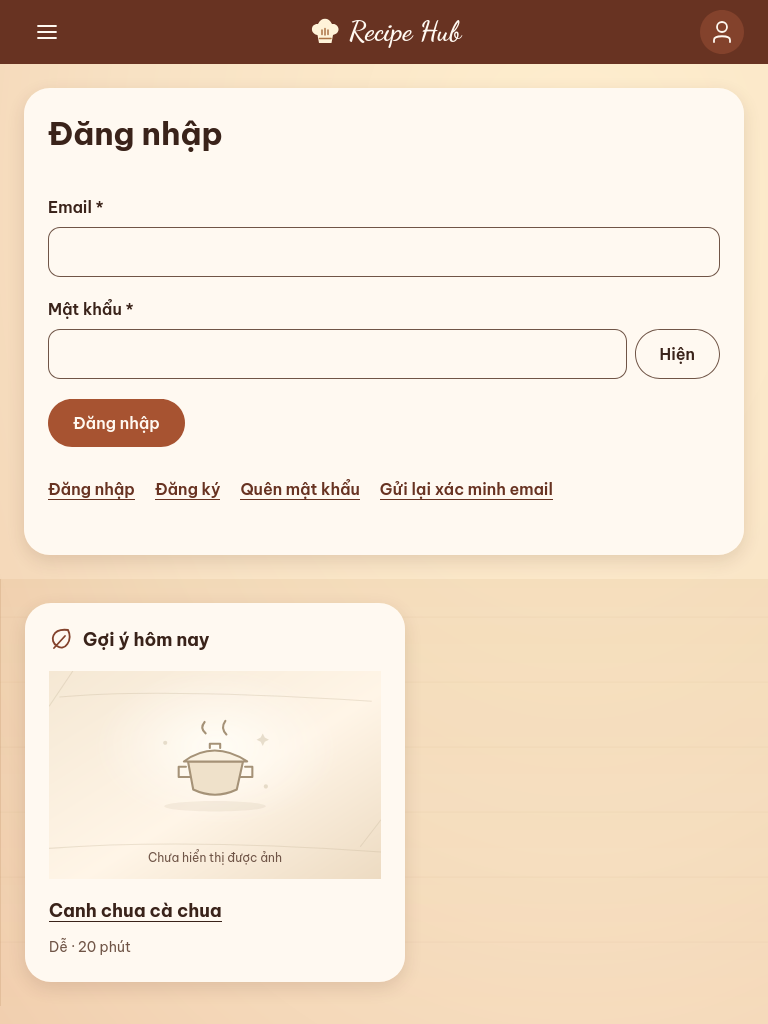 Recipe Hub
Đăng nhập
Email *
Mật khẩu *
Hiện
Đăng nhập
Đăng nhập Đăng ký Quên mật khẩu Gửi lại xác minh email
Gợi ý hôm nay
Chưa hiển thị được ảnh
Canh chua cà chua
Dễ · 20 phút